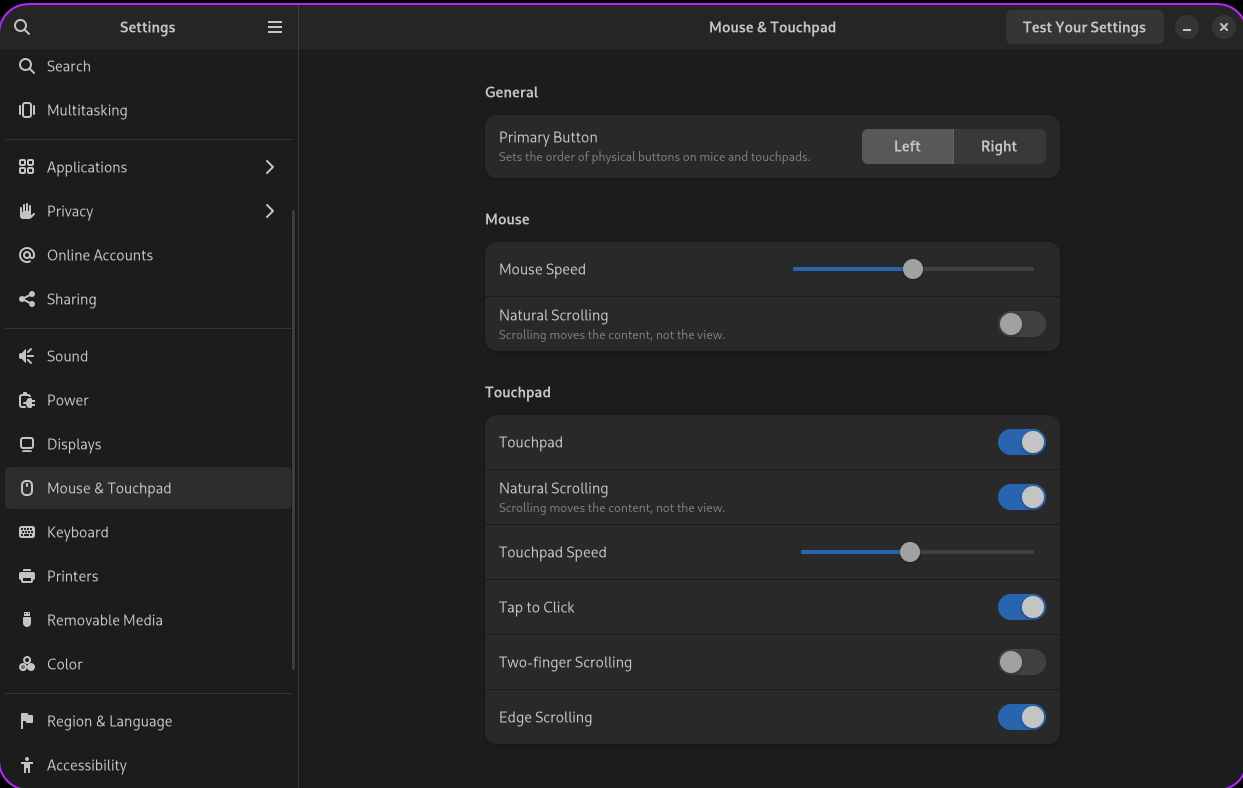 Settings
Mouse & Touchpad
Test Your Settings
Search
Multitasking
Applications
Privacy
Online Accounts
Sharing
Sound
Power
Displays
Mouse & Touchpad
Keyboard
Printers
Removable Media
Color
Region & Language
Accessibility
General
Primary Button
Sets the order of physical buttons on mice and touchpads.
Left
Right
Mouse
Mouse Speed
Natural Scrolling
Scrolling moves the content, not the view.
Touchpad
Touchpad
Natural Scrolling
Scrolling moves the content, not the view.
Touchpad Speed
Tap to Click
Two-finger Scrolling
Edge Scrolling